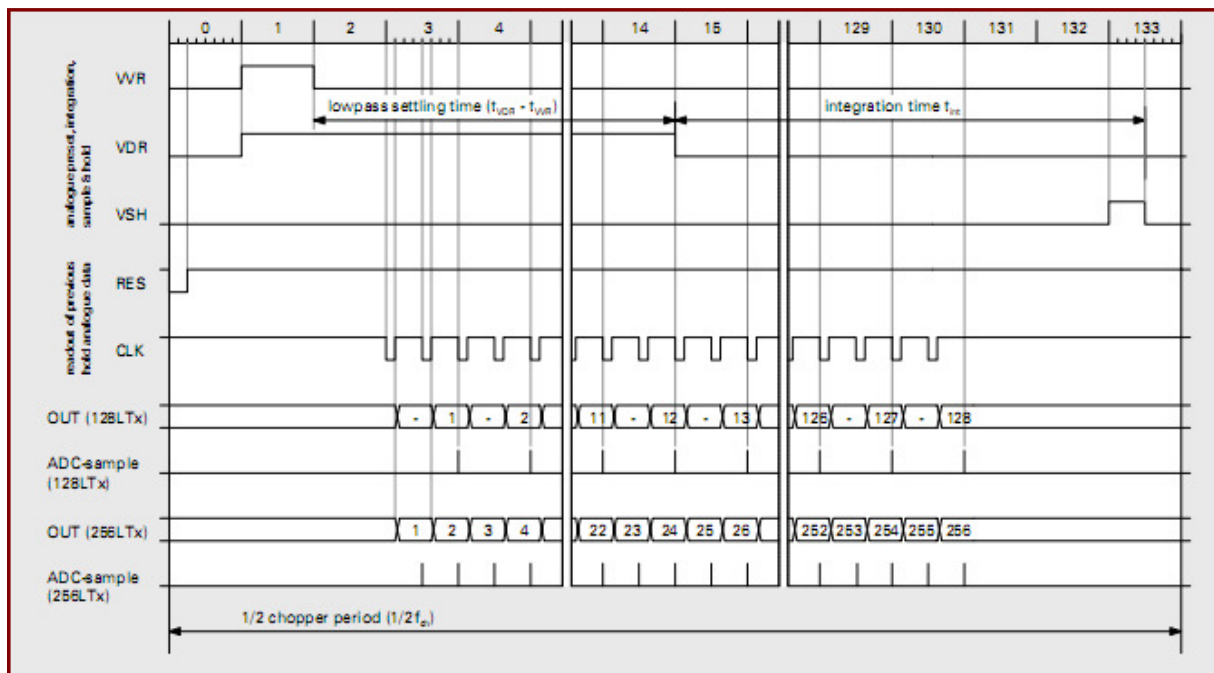 0 1 2 3 4 14 15 129 130 131 132 133
analogue preset, integration,
sample & hold
VVR
lowpass settling time (tVDR - tVVR)
integration time tint
VDR
VSH
readout of previous
hold analogue data
RES
CLK
OUT (128LTx) - 1 - 2 11 - 12 - 13 126 - 127 - 128
ADC-sample
(128LTx)
OUT (256LTx) 1 2 3 4 22 23 24 25 26 252 253 254 255 256
ADC-sample
(256LTx)
1/2 chopper period (1/2fch)